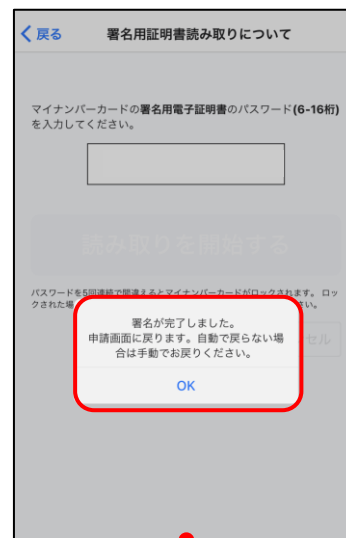 戻る 署名用証明書読み取りについて
マイナンバーカードの署名用電子証明書のパスワード(6-16桁)
を入力してください。
読み取りを開始する
パスワードを5回連続で間違えるとマイナンバーカードがロックされます。 ロッ
クされた場 さい。
署名が完了しました。
申請画面に戻ります。自動で戻らない場
合は手動でお戻りください。
セル
OK